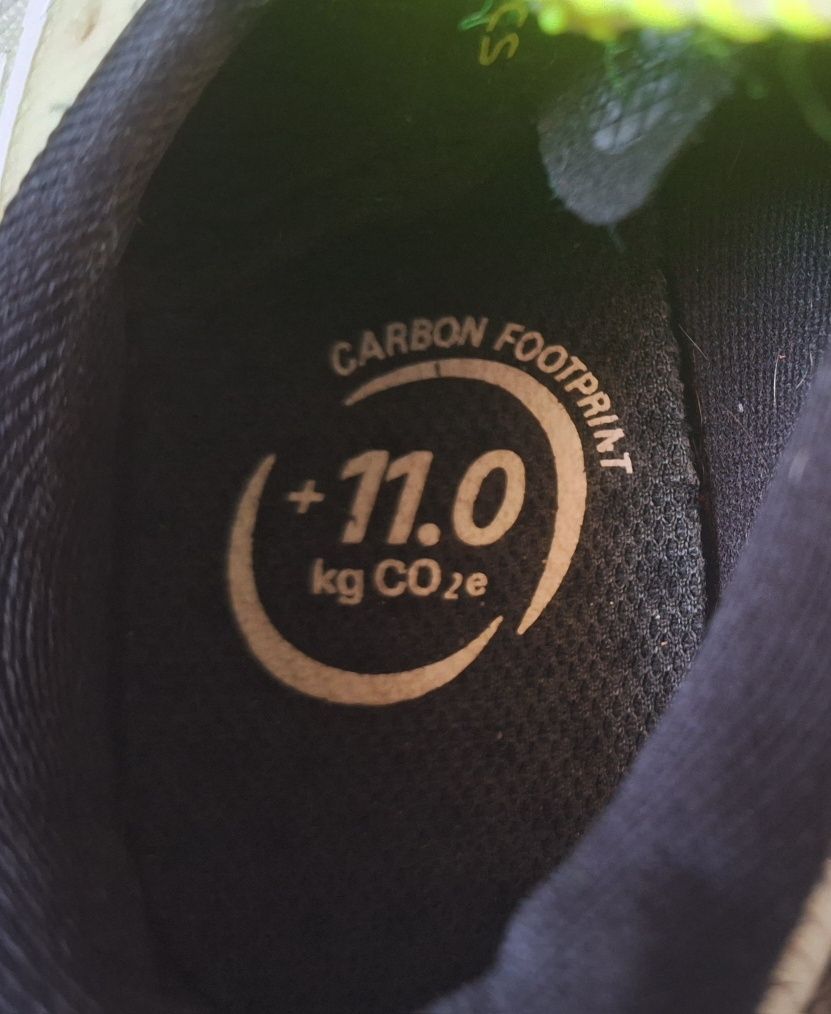 CARBON FOOTPRINT
+11.0
kg CO₂e